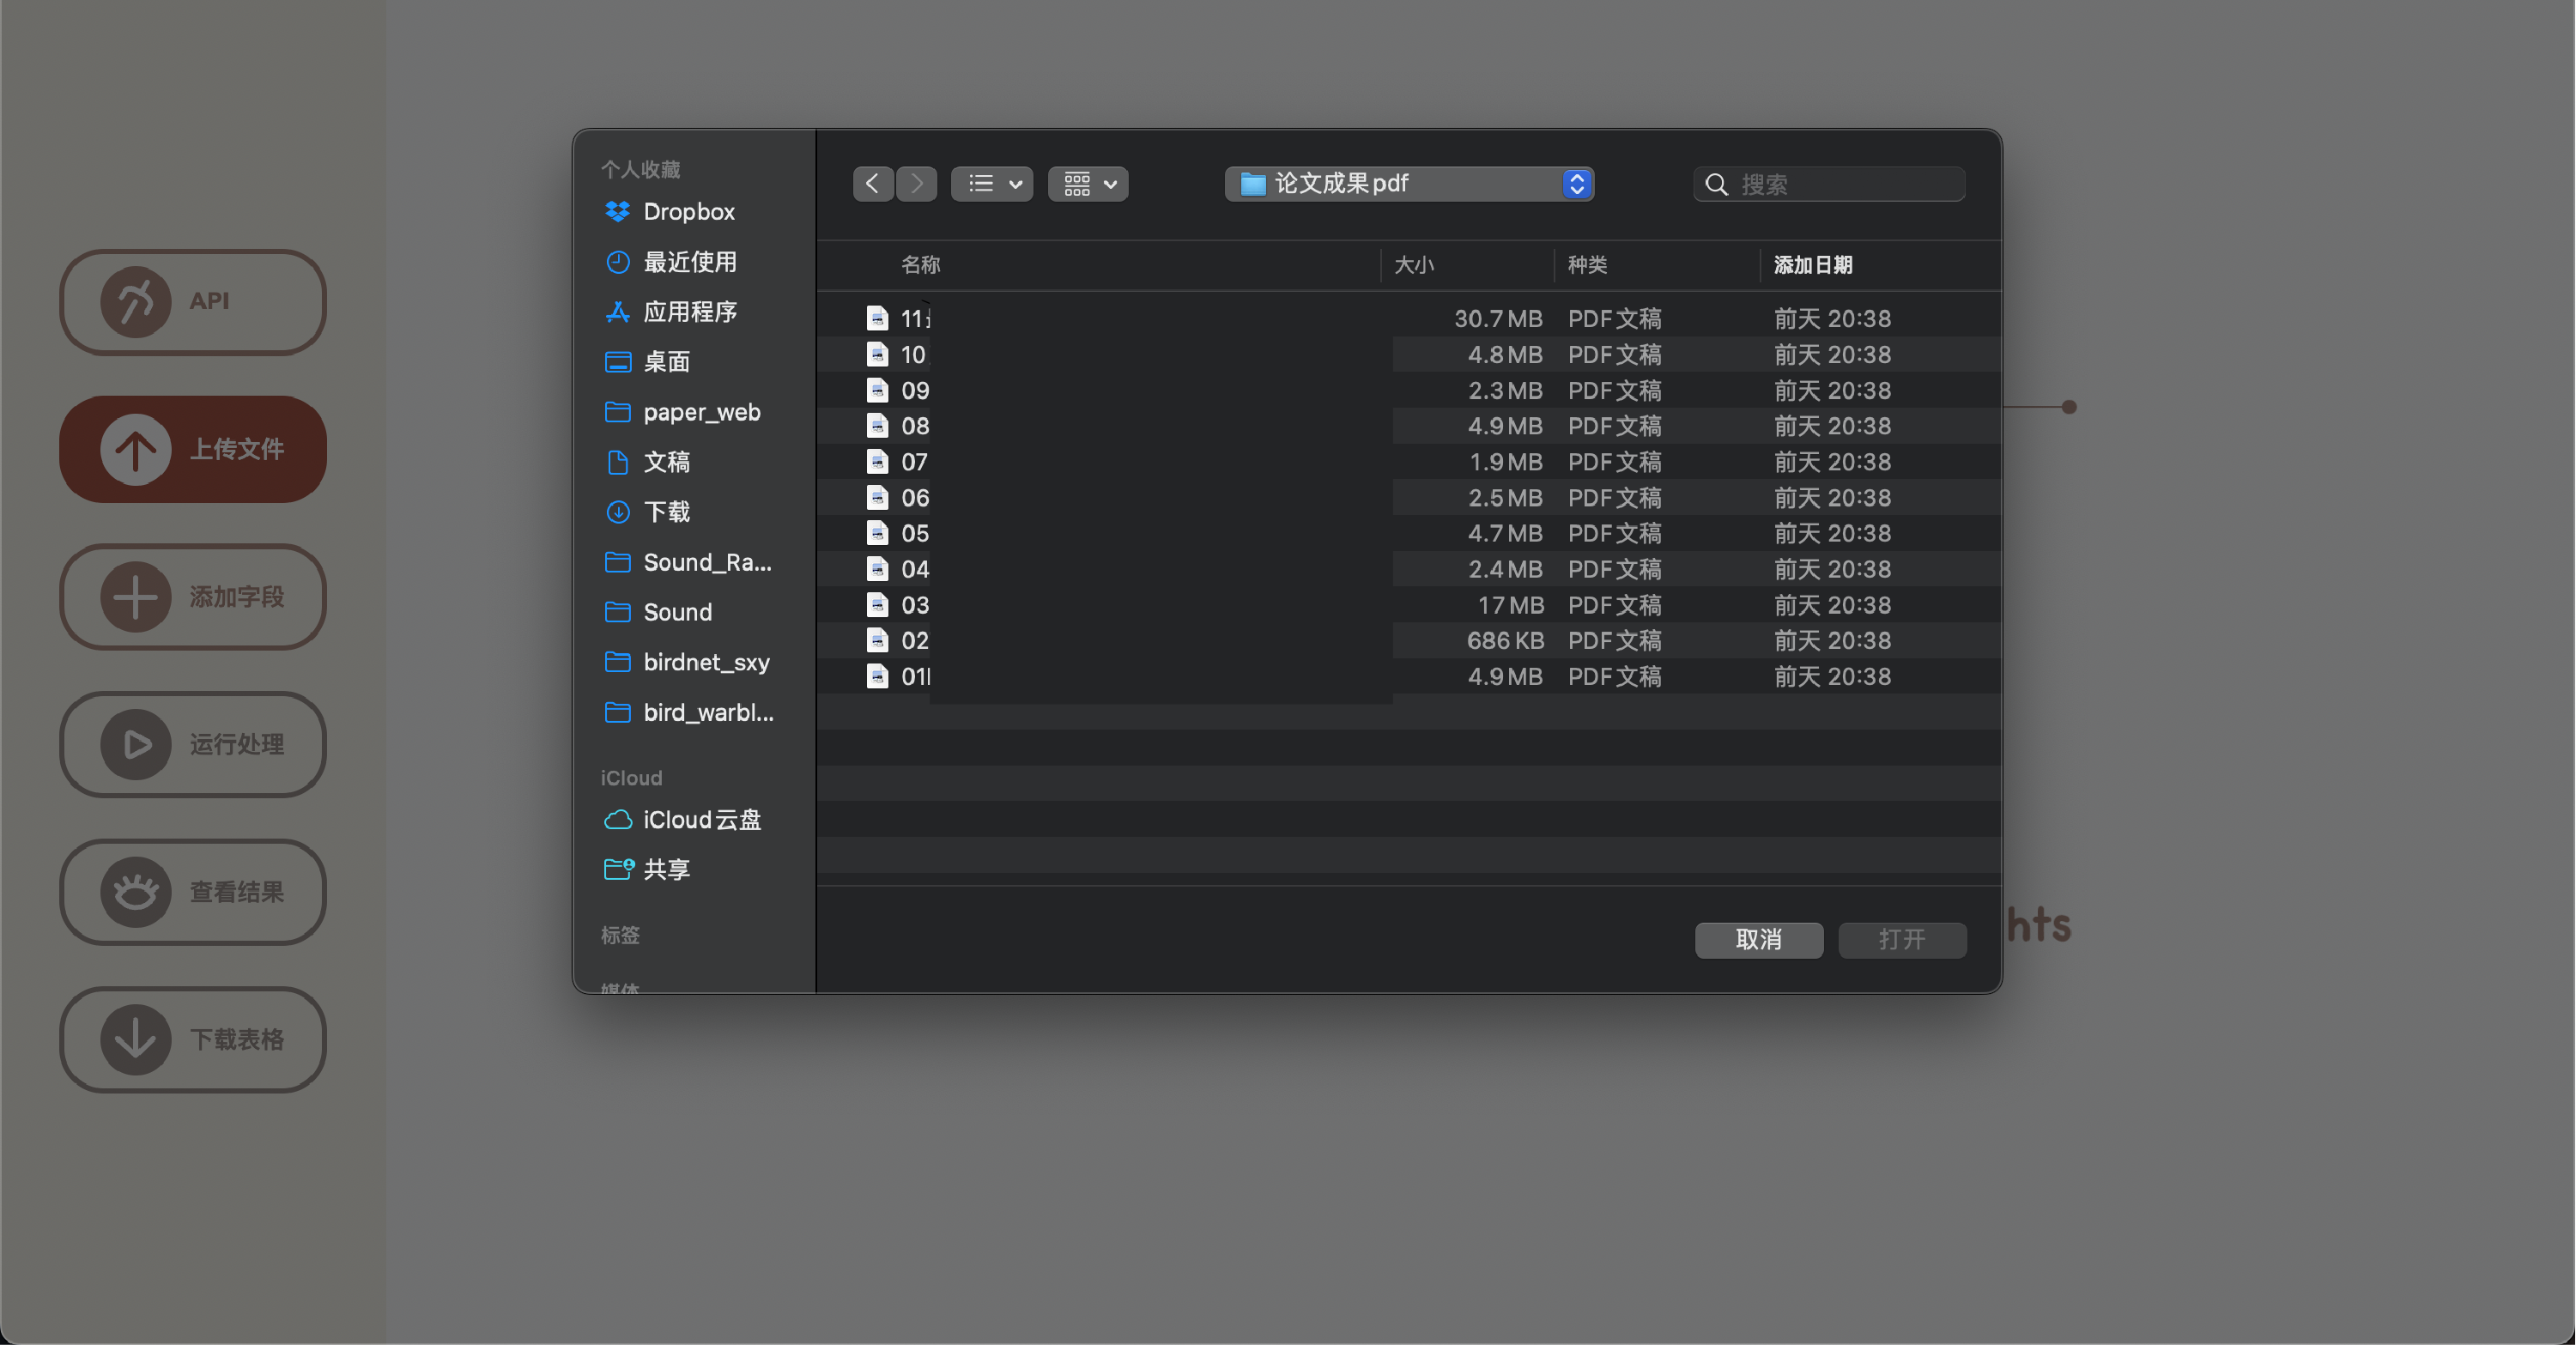 API
上传文件
添加字段
运行处理
查看结果
下载表格
个人收藏
Dropbox
最近使用
应用程序
桌面
paper_web
文稿
下载
Sound_Ra...
Sound
birdnet_sxy
bird_warbl...
iCloud
iCloud云盘
共享
标签
媒体
论文成果pdf
搜索
名称 大小 种类 添加日期
11 30.7 MB PDF文稿 前天 20:38
10 4.8 MB PDF文稿 前天 20:38
09 2.3 MB PDF文稿 前天 20:38
08 4.9 MB PDF文稿 前天 20:38
07 1.9 MB PDF文稿 前天 20:38
06 2.5 MB PDF文稿 前天 20:38
05 4.7 MB PDF文稿 前天 20:38
04 2.4 MB PDF文稿 前天 20:38
03 17 MB PDF文稿 前天 20:38
02 686 KB PDF文稿 前天 20:38
01 4.9 MB PDF文稿 前天 20:38
取消 打开
hts